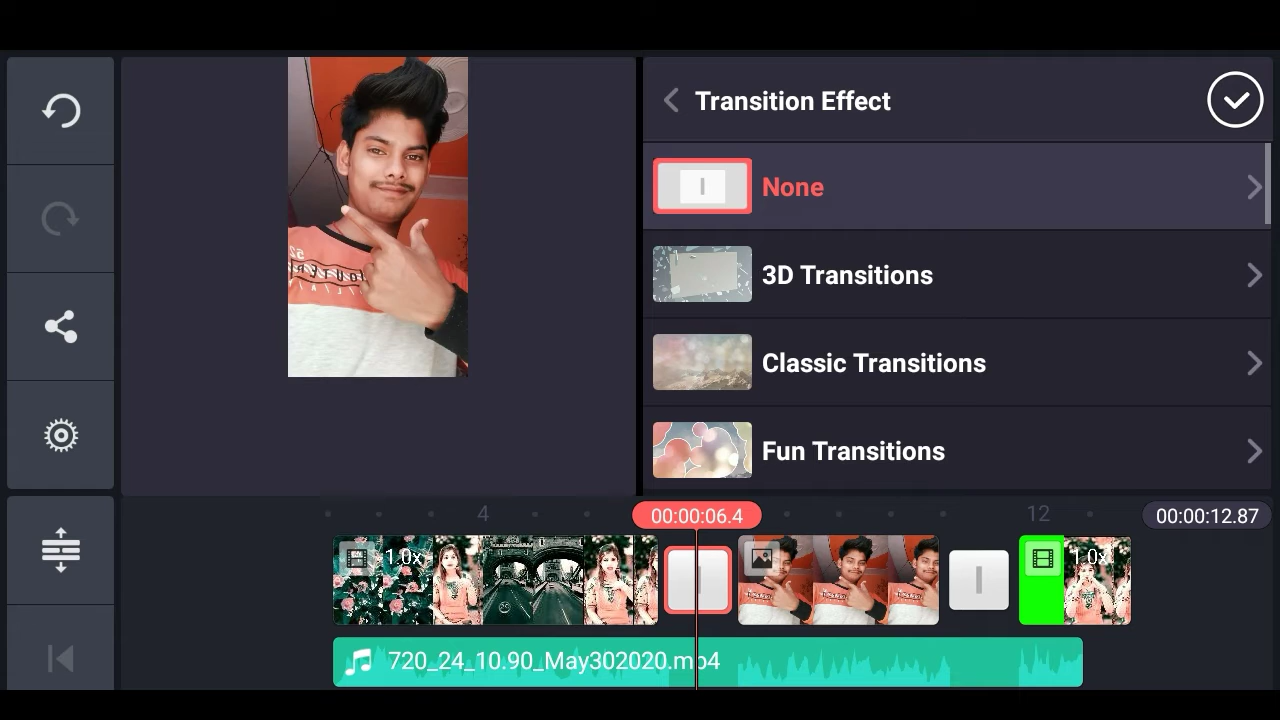 Transition Effect
None
3D Transitions
Classic Transitions
Fun Transitions
4
00:00:06.4
12
00:00:12.87
1.0x
1.0x
720_24_10.90_May302020.mp4